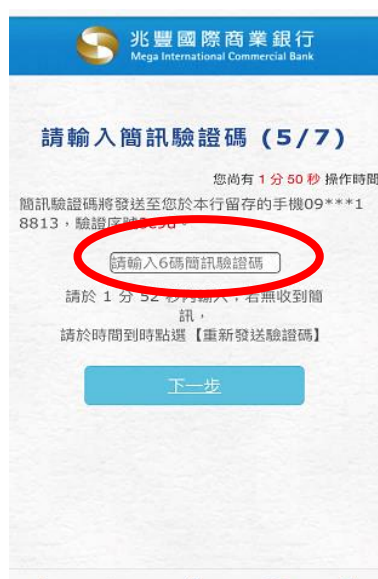 兆豐國際商業銀行
Mega International Commercial Bank
請輸入簡訊驗證碼 (5/7)
您尚有 1 分 50 秒 操作時間
簡訊驗證碼將發送至您於本行留存的手機09***1
8813，驗證序號
請輸入6碼簡訊驗證碼
請於 1 分 52 秒內輸入，若無收到簡
訊，
請於時間到時點選【重新發送驗證碼】
下一步